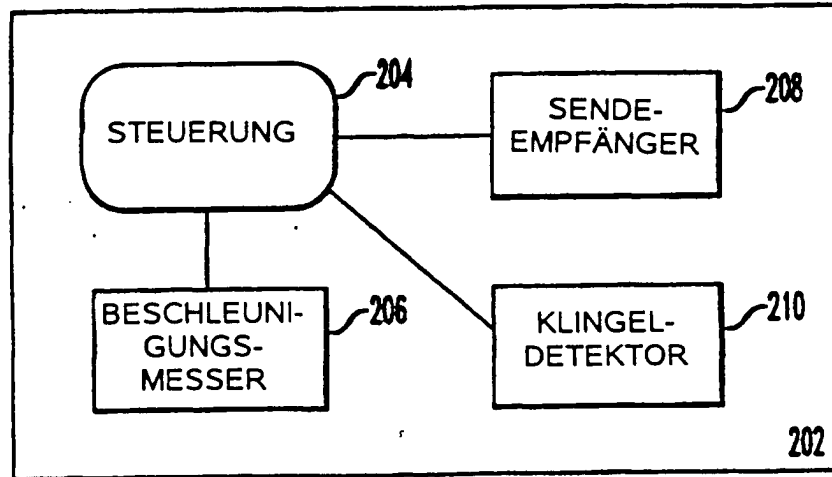 STEUERUNG
204
SENDE-
EMPFÄNGER
208
BESCHLEUNI-
GUNGS-
MESSER
206
KLINGEL-
DETEKTOR
210
202